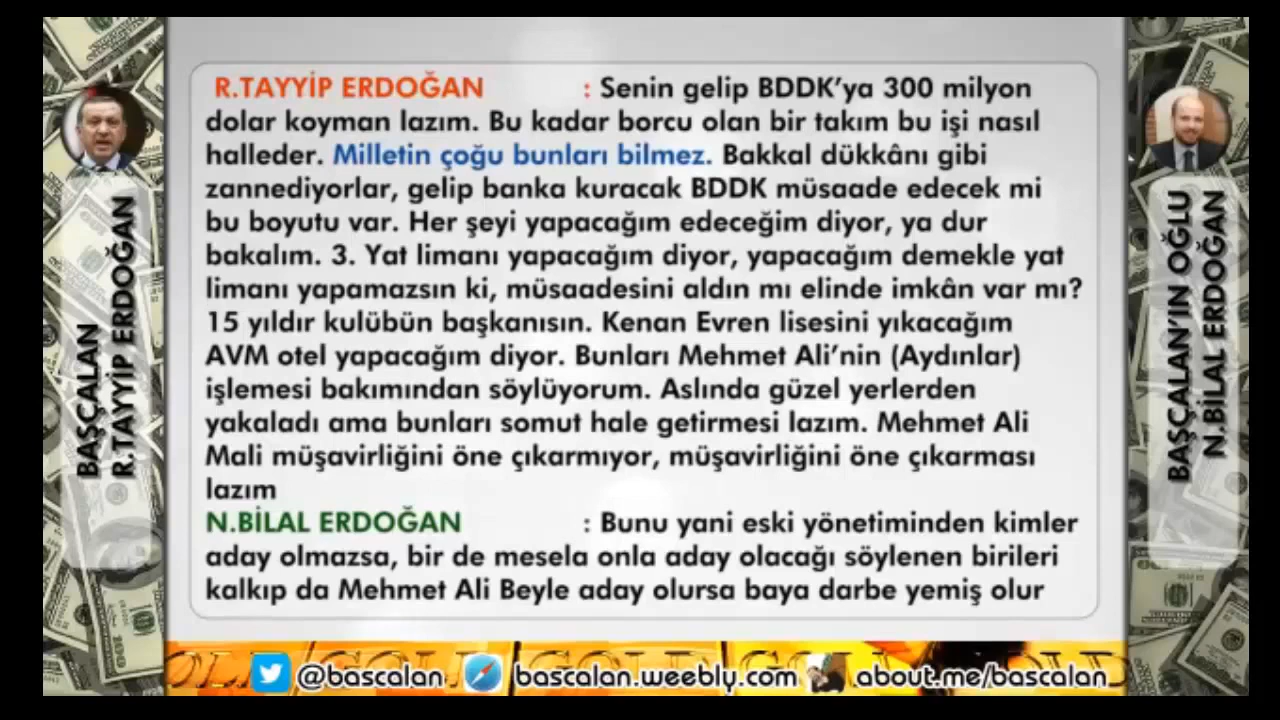 R.TAYYİP ERDOĞAN : Senin gelip BDDK'ya 300 milyon
dolar koyman lazım. Bu kadar borcu olan bir takım bu işi nasıl
halleder. Milletin çoğu bunları bilmez. Bakkal dükkânı gibi
zannediyorlar, gelip banka kuracak BDDK müsaade edecek mi
bu boyutu var. Her şeyi yapacağım edeceğim diyor, ya dur
bakalım. 3. Yat limanı yapacağım diyor, yapacağım demekle yat
limanı yapamazsın ki, müsaadesini aldın mı elinde imkân var mı?
15 yıldır kulübün başkanısın. Kenan Evren lisesini yıkacağım
AVM otel yapacağım diyor. Bunları Mehmet Ali'nin (Aydınlar)
işlemesi bakımından söylüyorum. Aslında güzel yerlerden
yakaladı ama bunları somut hale getirmesi lazım. Mehmet Ali
Mali müşavirliğini öne çıkarmıyor, müşavirliğini öne çıkarması
lazım
N.BİLAL ERDOĞAN : Bunu yani eski yönetiminden kimler
aday olmazsa, bir de mesela onla aday olacağı söylenen birileri
kalkıp da Mehmet Ali Beyle aday olursa baya darbe yemiş olur
BAŞÇALAN
R.TAYYİP ERDOĞAN
BAŞÇALAN'IN OĞLU
N.BİLAL ERDOĞAN
@bascalan bascalan.weebly.com about.me/bascalan